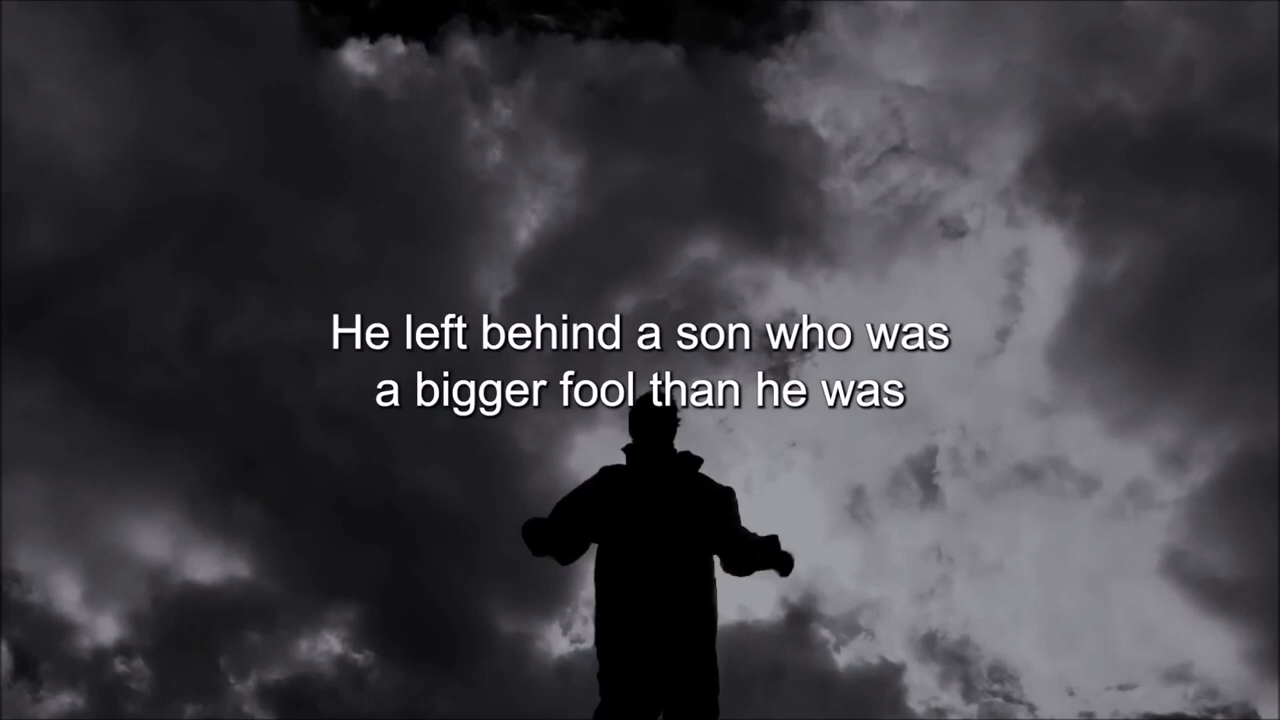 He left behind a son who was
a bigger fool than he was